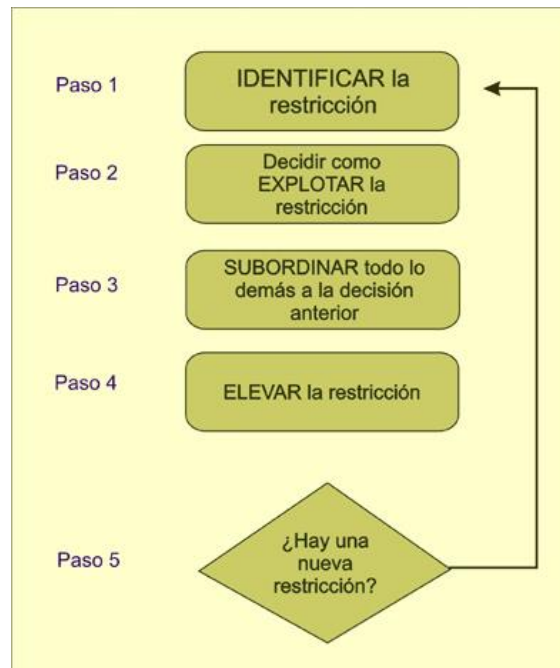 Paso 1
IDENTIFICAR la
restricción
Paso 2
Decidir como
EXPLOTAR la
restricción
Paso 3
SUBORDINAR todo lo
demás a la decisión
anterior
Paso 4
ELEVAR la restricción
Paso 5
¿Hay una
nueva
restricción?